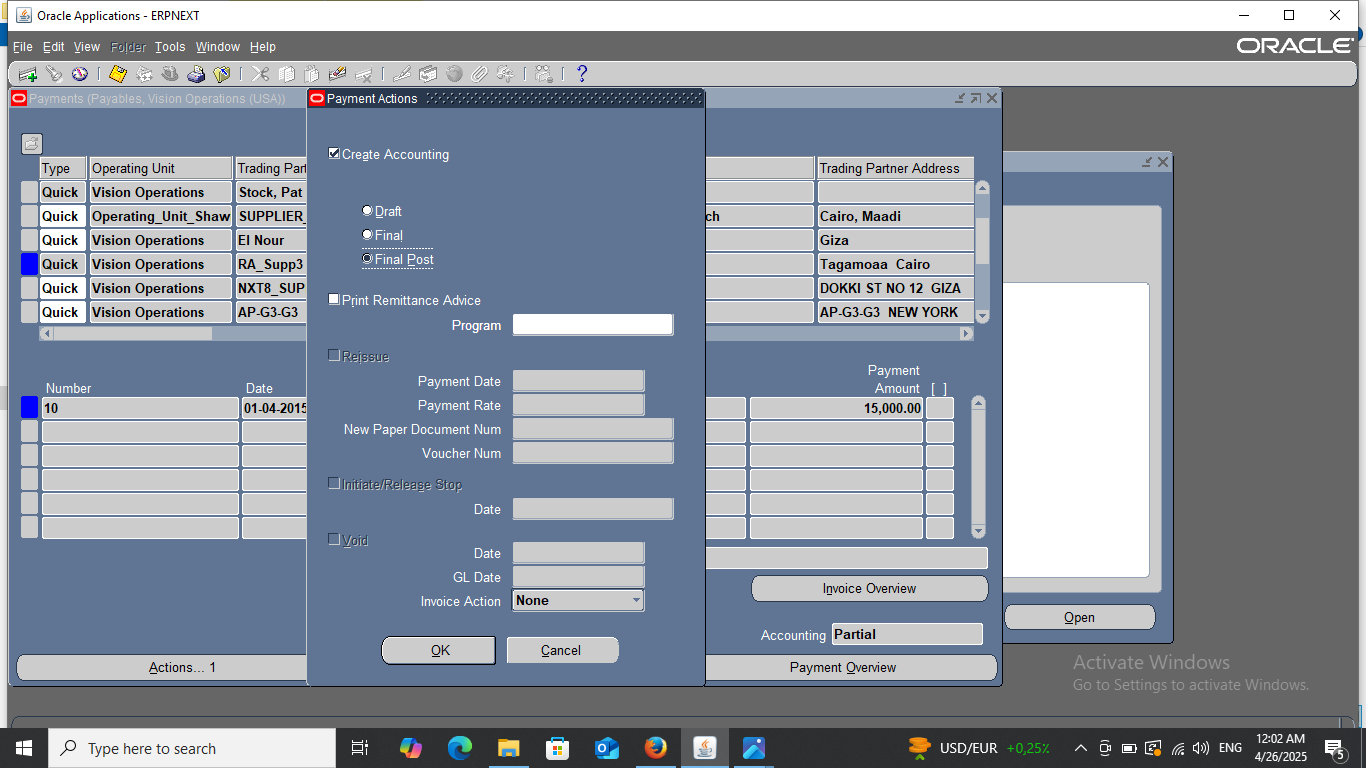 Oracle Applications - ERPNEXT
File Edit View Folder Tools Window Help
ORACLE
Payments (Payables, Vision Operations (USA))
Payment Actions
Create Accounting
Type Operating Unit Trading Part Trading Partner Address
Quick Vision Operations Stock, Pat
Quick Operating_Unit_Shaw SUPPLIER_ ch Cairo, Maadi
Quick Vision Operations El Nour Giza
Quick Vision Operations RA_Supp3 Tagamoaa Cairo
Quick Vision Operations NXT8_SUP DOKKI ST NO 12 GIZA
Quick Vision Operations AP-G3-G3 AP-G3-G3 NEW YORK
Draft
Final
Final Post
Print Remittance Advice
Program
Reissue
Payment Date
Payment Rate
New Paper Document Num
Voucher Num
Initiate/Release Stop
Date
Void
Date
GL Date
Invoice Action None
OK Cancel
Number Date Payment Amount [ ]
10 01-04-2015 15,000.00
Invoice Overview
Accounting Partial
Actions... 1
Payment Overview
Open
Activate Windows
Go to Settings to activate Windows.
Type here to search
USD/EUR +0,25%
ENG
12:02 AM
4/26/2025
5